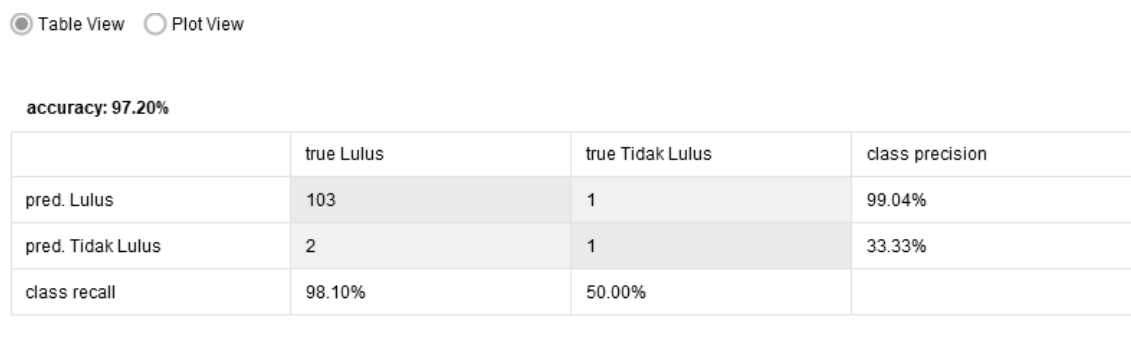 Table View Plot View
accuracy: 97.20%
true Lulus true Tidak Lulus class precision
pred. Lulus 103 1 99.04%
pred. Tidak Lulus 2 1 33.33%
class recall 98.10% 50.00%